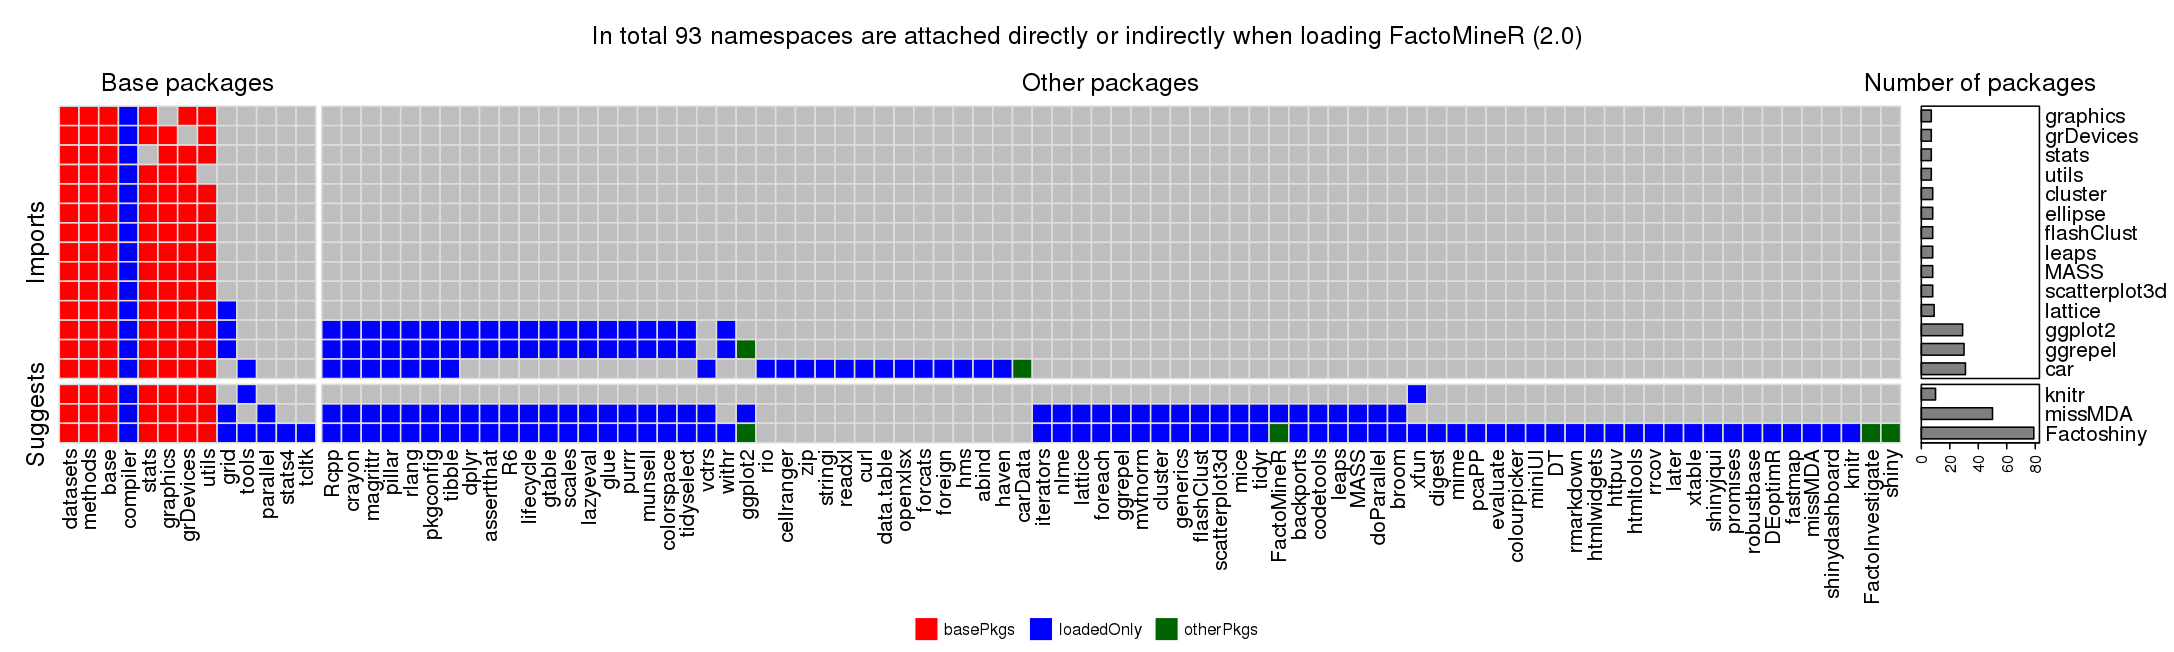 In total 93 namespaces are attached directly or indirectly when loading FactoMineR (2.0)
Base packages
Other packages
Number of packages
Imports
Suggests
graphics
grDevices
stats
utils
cluster
ellipse
flashClust
leaps
MASS
scatterplot3d
lattice
ggplot2
ggrepel
car
knitr
missMDA
Factoshiny
0
20
40
60
80
datasets
methods
base
compiler
stats
graphics
grDevices
utils
grid
tools
parallel
stats4
tcltk
Rcpp
crayon
magrittr
pillar
rlang
pkgconfig
tibble
dplyr
assertthat
R6
lifecycle
gtable
scales
lazyeval
glue
purrr
munsell
colorspace
tidyselect
vctrs
withr
ggplot2
rio
cellranger
zip
stringi
readxl
curl
data.table
openxlsx
forcats
foreign
hms
abind
haven
carData
iterators
nlme
lattice
foreach
ggrepel
mvtnorm
cluster
generics
flashClust
scatterplot3d
mice
tidyr
FactoMineR
backports
codetools
leaps
MASS
doParallel
broom
xfun
digest
mime
pcaPP
evaluate
colourpicker
miniUI
DT
rmarkdown
htmlwidgets
httpuv
htmltools
rrcov
later
xtable
shinyjqui
promises
robustbase
DEoptimR
fastmap
missMDA
shinydashboard
knitr
FactoInvestigate
shiny
basePkgs
loadedOnly
otherPkgs